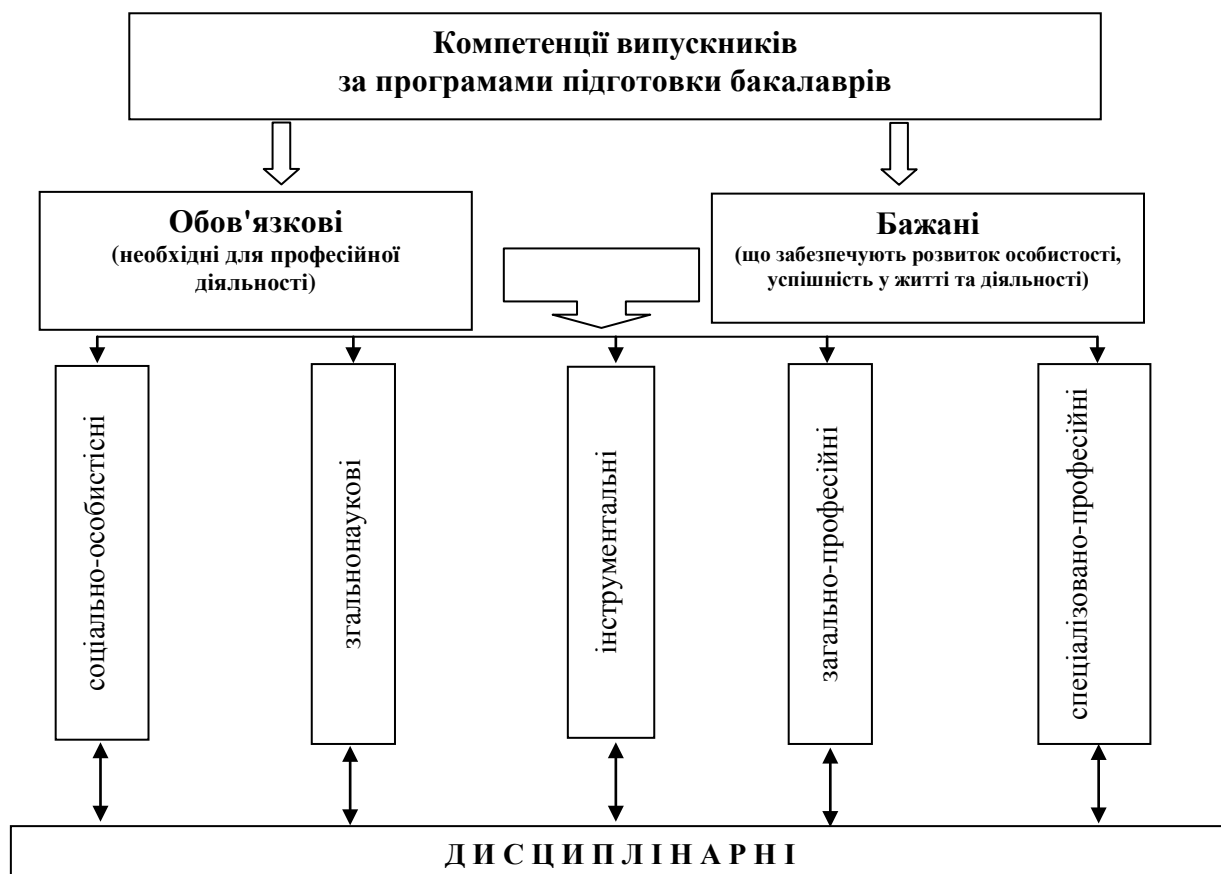 Компетенції випускників
за програмами підготовки бакалаврів
Обов'язкові
(необхідні для професійної
діяльності)
Бажані
(що забезпечують розвиток особистості,
успішність у житті та діяльності)
соціально-особистісні
згальнонаукові
інструментальні
загально-професійні
спеціалізовано-професійні
Д И С Ц И П Л І Н А Р Н І